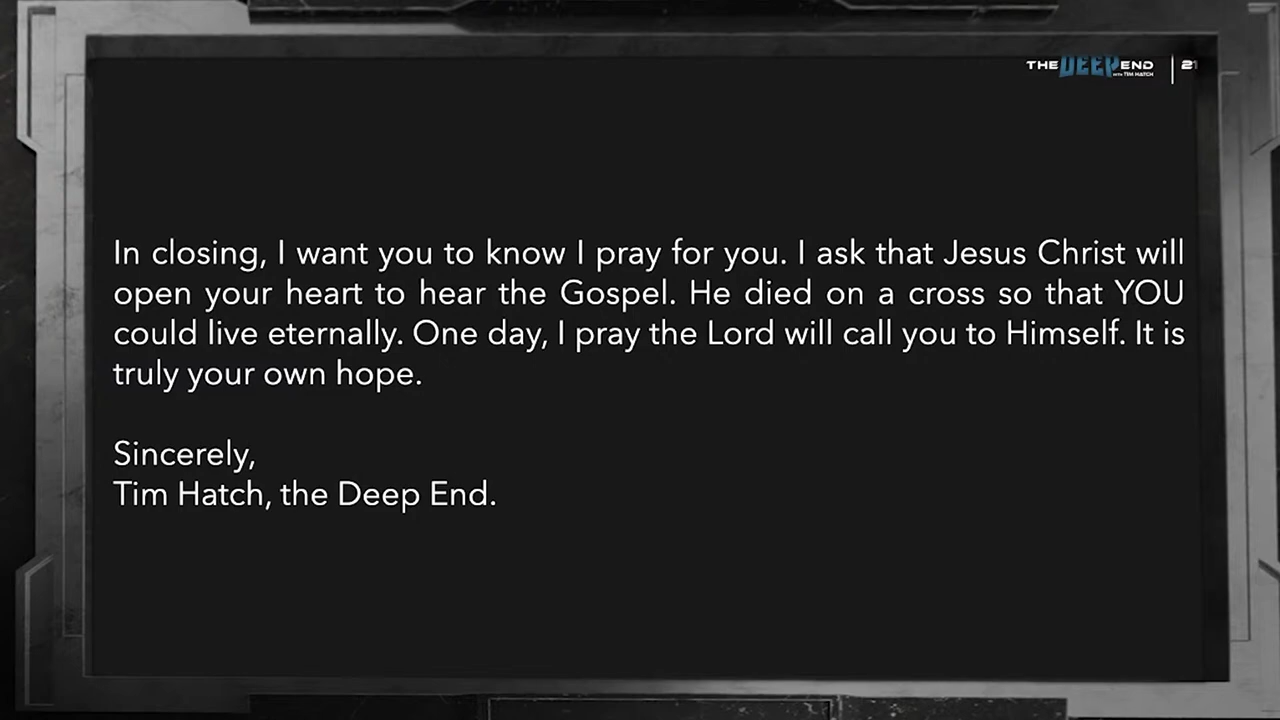 THE DEEP END
WITH TIM HATCH
21
In closing, I want you to know I pray for you. I ask that Jesus Christ will
open your heart to hear the Gospel. He died on a cross so that YOU
could live eternally. One day, I pray the Lord will call you to Himself. It is
truly your own hope.
Sincerely,
Tim Hatch, the Deep End.